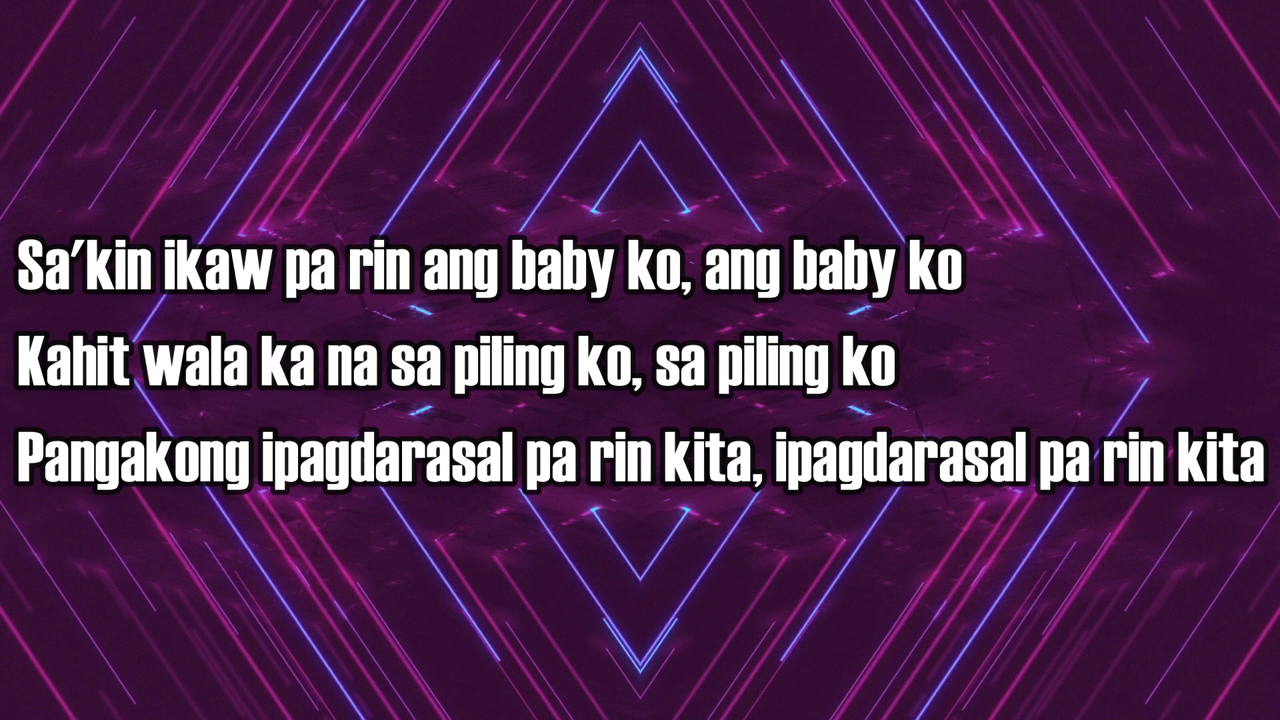 Sa'kin ikaw pa rin ang baby ko, ang baby ko
Kahit wala ka na sa piling ko, sa piling ko
Pangakong ipagdarasal pa rin kita, ipagdarasal pa rin kita